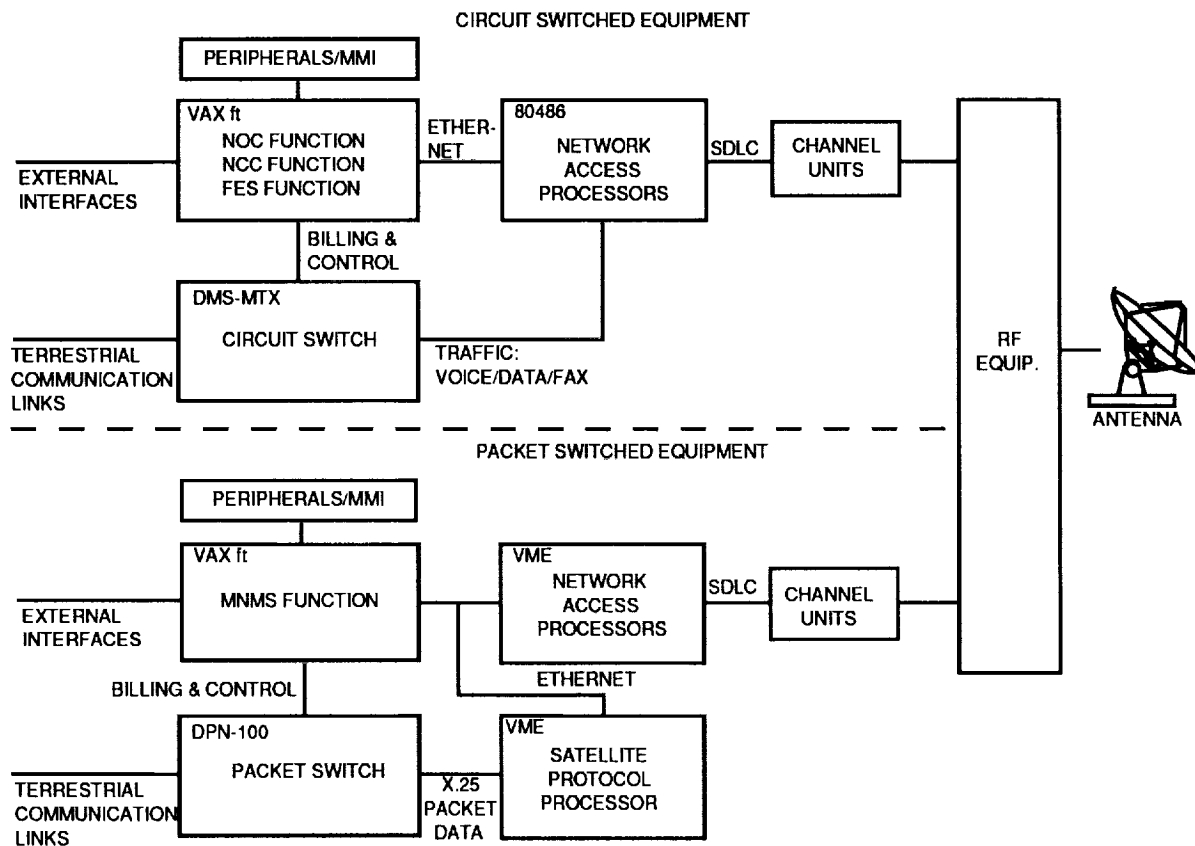 CIRCUIT SWITCHED EQUIPMENT
PERIPHERALS/MMI
VAX ft
NOC FUNCTION
NCC FUNCTION
FES FUNCTION
ETHER-
NET
80486
NETWORK
ACCESS
PROCESSORS
SDLC
CHANNEL
UNITS
EXTERNAL
INTERFACES
BILLING &
CONTROL
DMS-MTX
CIRCUIT SWITCH
TERRESTRIAL
COMMUNICATION
LINKS
TRAFFIC:
VOICE/DATA/FAX
RF
EQUIP.
ANTENNA
PACKET SWITCHED EQUIPMENT
PERIPHERALS/MMI
VAX ft
MNMS FUNCTION
VME
NETWORK
ACCESS
PROCESSORS
SDLC
CHANNEL
UNITS
EXTERNAL
INTERFACES
ETHERNET
BILLING & CONTROL
DPN-100
PACKET SWITCH
VME
SATELLITE
PROTOCOL
PROCESSOR
TERRESTRIAL
COMMUNICATION
LINKS
X.25
PACKET
DATA